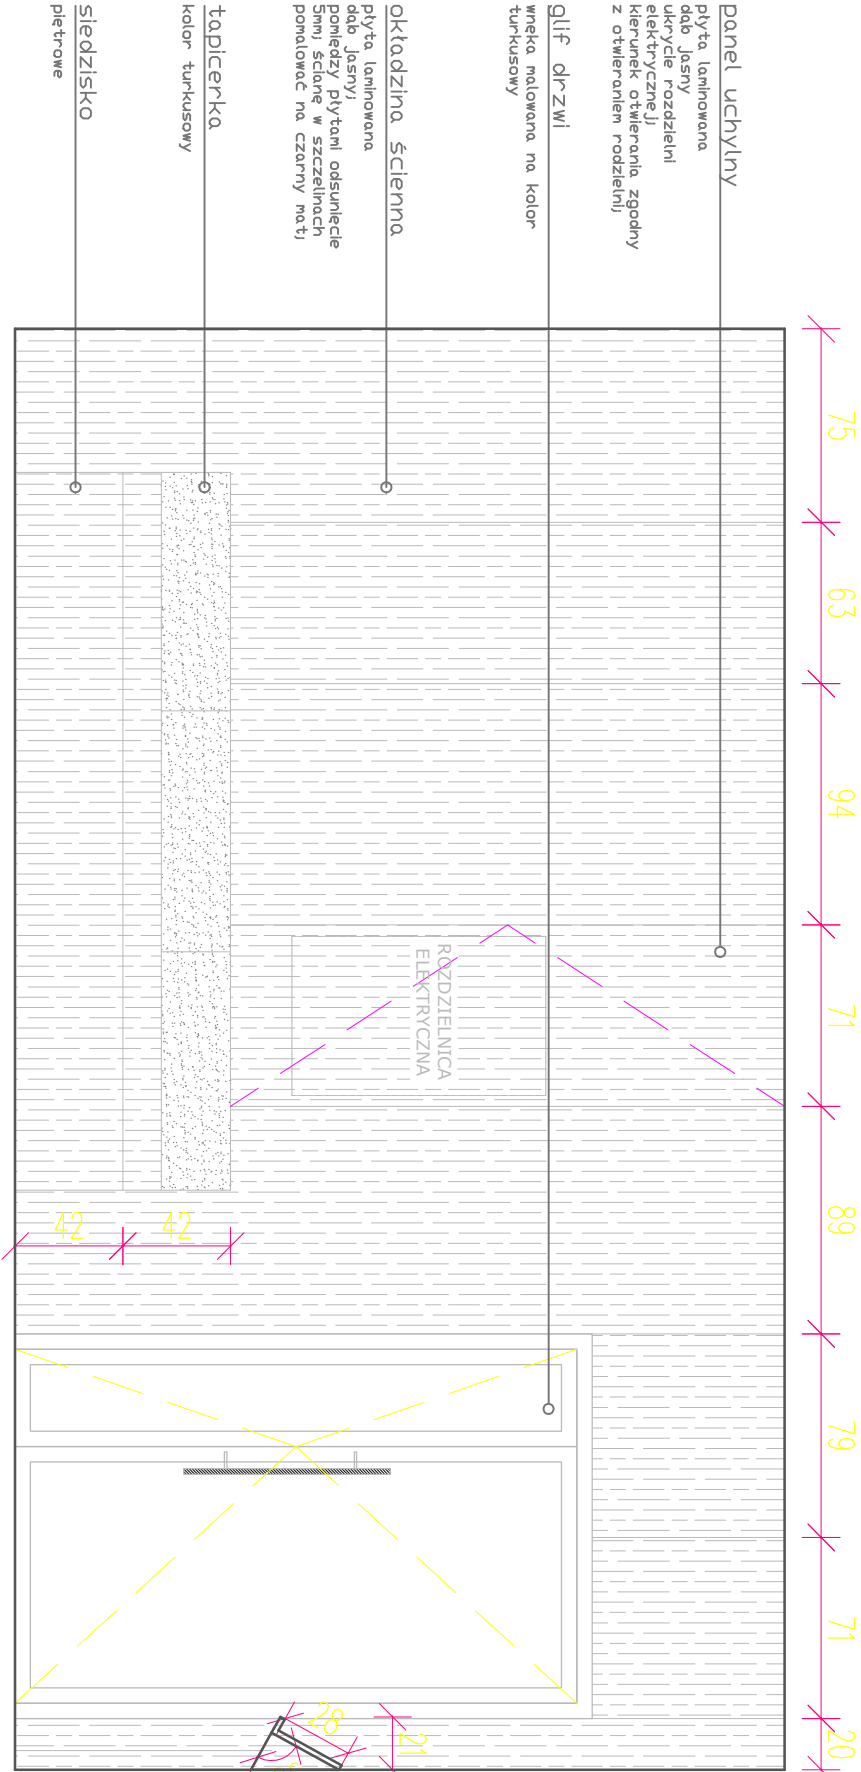 panel uchylny
płyta laminowana
dąb jasny
ukrycie rozdzielni
elektrycznej;
kierunek otwierania zgodny
z otwieraniem rodzielni;
glif drzwi
wnęka malowana na kolor
turkusowy
okładzina ścienna
płyta laminowana
dąb jasny;
pomiędzy płytami odsunięcie
5mm; ścianę w szczelinach
pomalować na czarny mat;
tapicerka
kolor turkusowy
siedzisko
piętrowe
75
63
94
71
89
79
71
20
ROZDZIELNICA
ELEKTRYCZNA
42
42
28
21